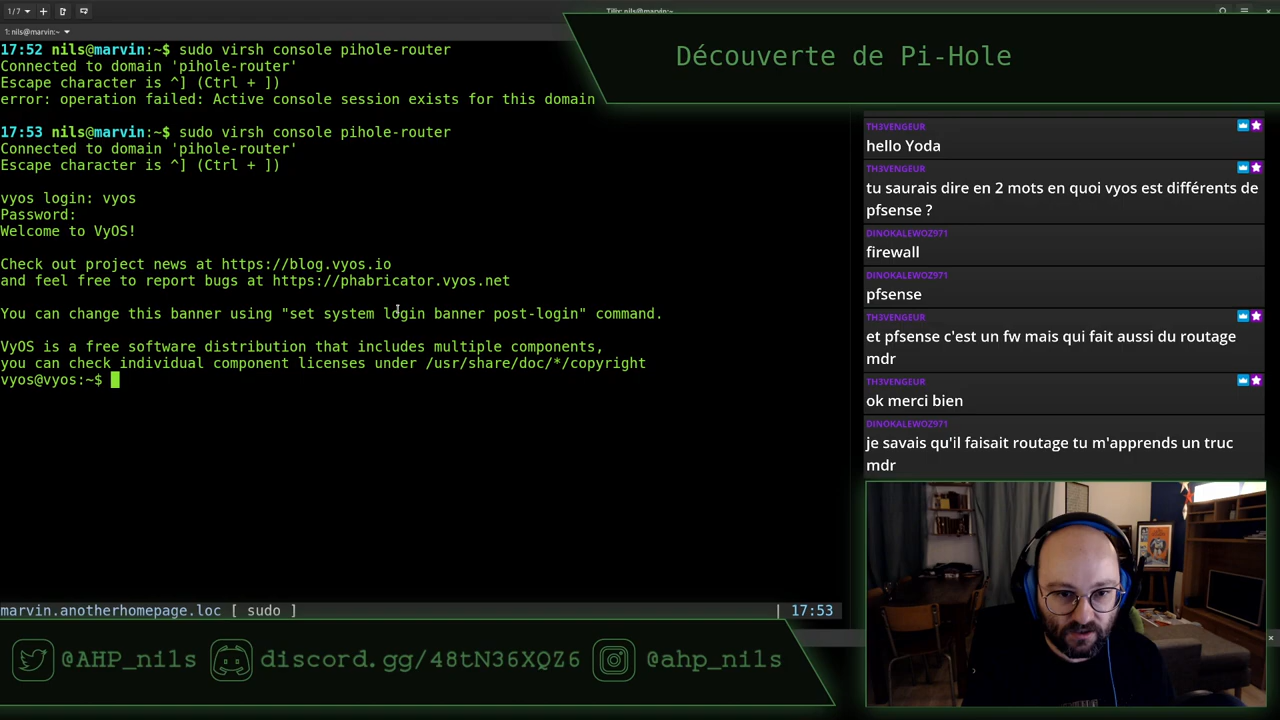 1/7
Tilix: nils@marvin:~
1: nils@marvin:~
17:52 nils@marvin:~$ sudo virsh console pihole-router
Connected to domain 'pihole-router'
Escape character is ^] (Ctrl + ])
error: operation failed: Active console session exists for this domain
17:53 nils@marvin:~$ sudo virsh console pihole-router
Connected to domain 'pihole-router'
Escape character is ^] (Ctrl + ])
vyos login: vyos
Password:
Welcome to VyOS!
Check out project news at https://blog.vyos.io
and feel free to report bugs at https://phabricator.vyos.net
You can change this banner using "set system login banner post-login" command.
VyOS is a free software distribution that includes multiple components,
you can check individual component licenses under /usr/share/doc/*/copyright
vyos@vyos:~$
marvin.anotherhomepage.loc [ sudo ] | 17:53
Découverte de Pi-Hole
TH3VENGEUR
hello Yoda
TH3VENGEUR
tu saurais dire en 2 mots en quoi vyos est différents de
pfsense ?
DINOKALEWOZ971
firewall
DINOKALEWOZ971
pfsense
TH3VENGEUR
et pfsense c'est un fw mais qui fait aussi du routage
mdr
TH3VENGEUR
ok merci bien
DINOKALEWOZ971
je savais qu'il faisait routage tu m'apprends un truc
mdr
@AHP_nils discord.gg/48tN36XQZ6 @ahp_nils